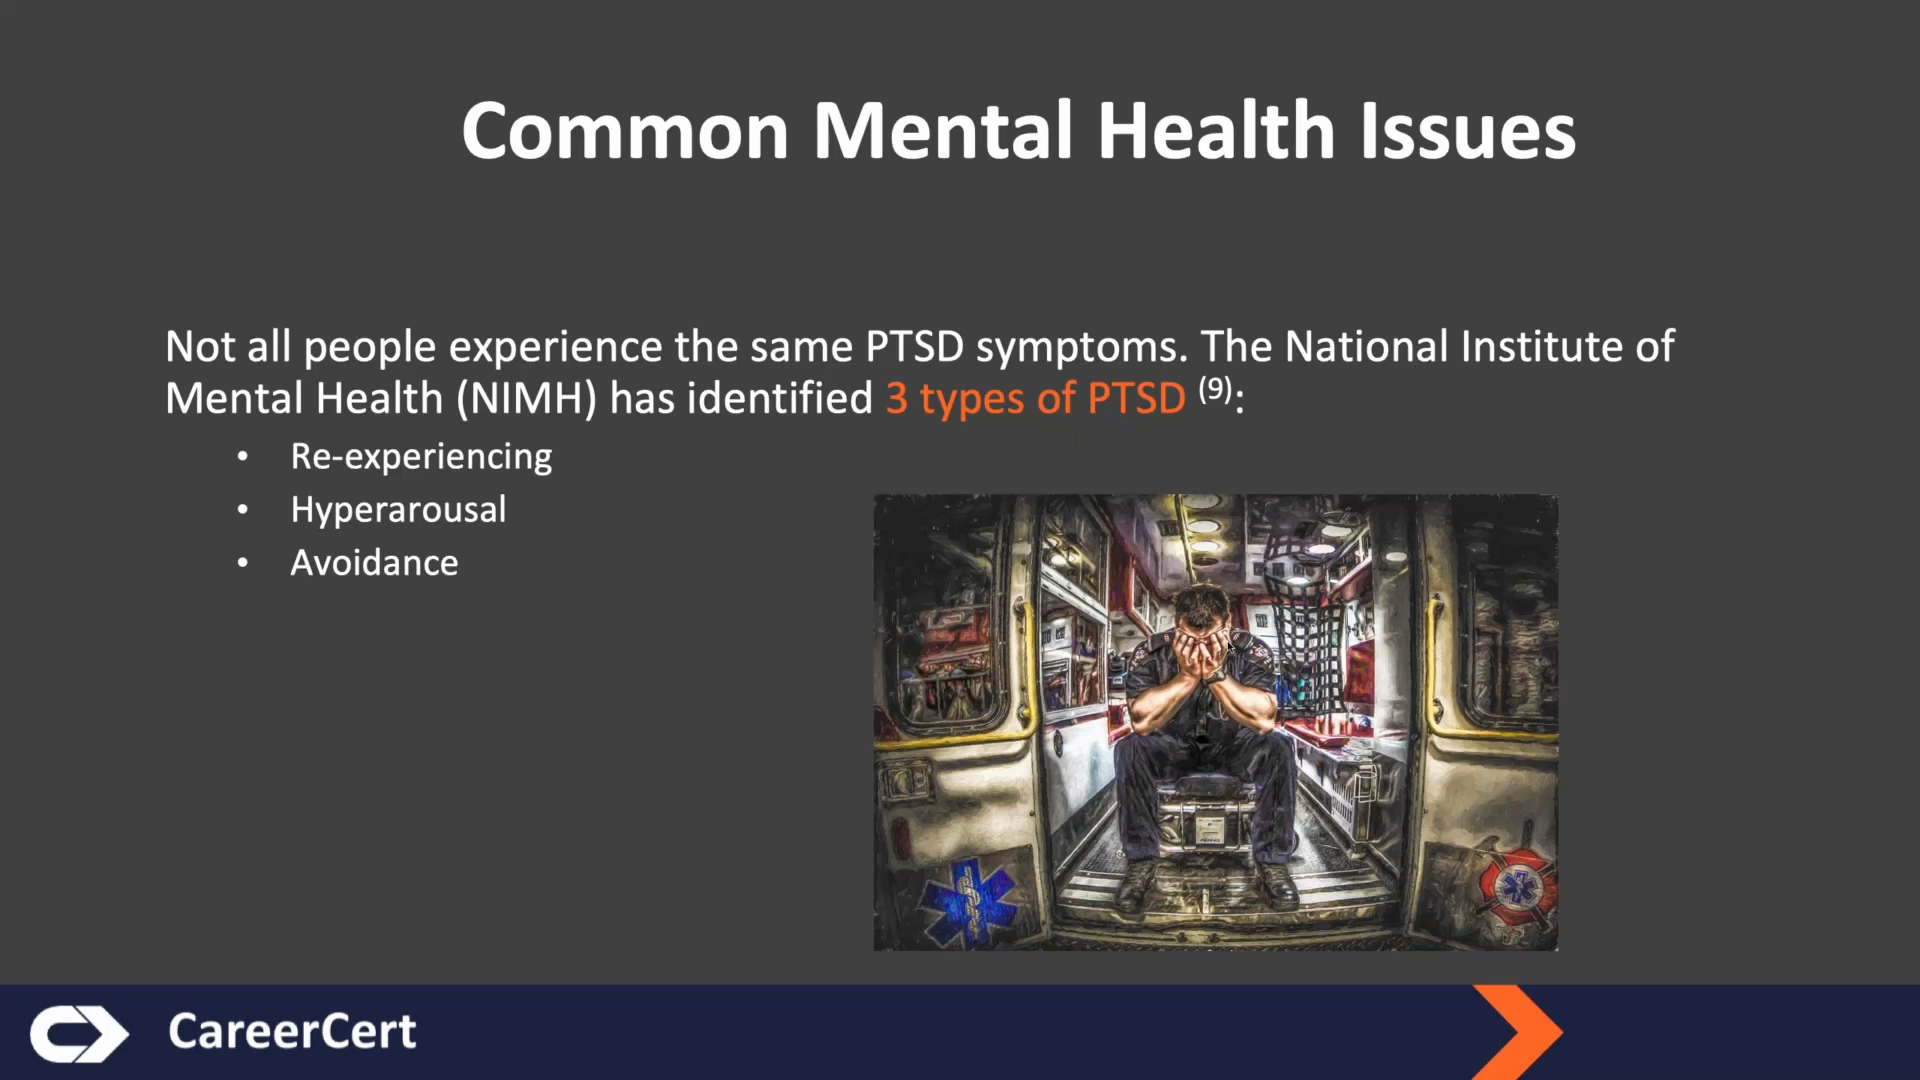 Common Mental Health Issues
Not all people experience the same PTSD symptoms. The National Institute of
Mental Health (NIMH) has identified 3 types of PTSD (9):
• Re-experiencing
• Hyperarousal
• Avoidance
CareerCert